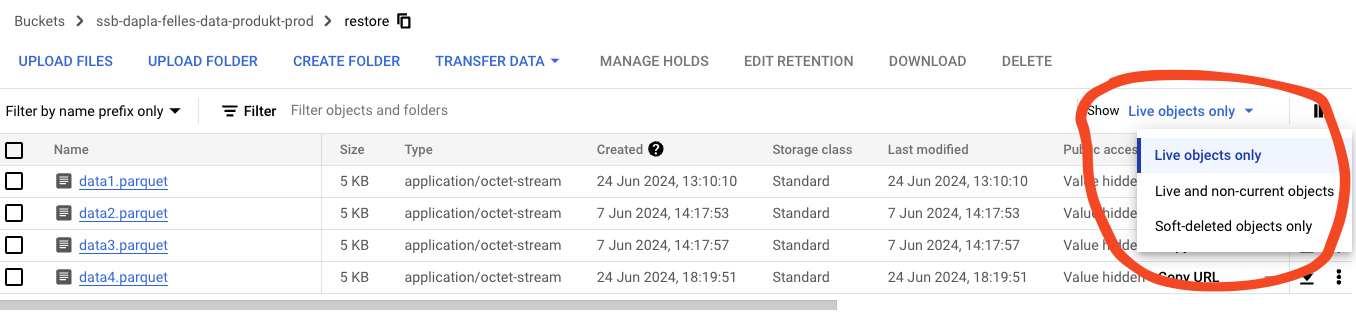 Buckets > ssb-dapla-felles-data-produkt-prod > restore
UPLOAD FILES UPLOAD FOLDER CREATE FOLDER TRANSFER DATA MANAGE HOLDS EDIT RETENTION DOWNLOAD DELETE
Filter by name prefix only Filter Filter objects and folders Show Live objects only
Name Size Type Created Storage class Last modified Public acces
Live objects only
data1.parquet 5 KB application/octet-stream 24 Jun 2024, 13:10:10 Standard 24 Jun 2024, 13:10:10 Value hidde
Live and non-current objects
data2.parquet 5 KB application/octet-stream 7 Jun 2024, 14:17:53 Standard 7 Jun 2024, 14:17:53 Value hidde
Soft-deleted objects only
data3.parquet 5 KB application/octet-stream 7 Jun 2024, 14:17:57 Standard 7 Jun 2024, 14:17:57 Value hidde
data4.parquet 5 KB application/octet-stream 24 Jun 2024, 18:19:51 Standard 24 Jun 2024, 18:19:51 Value hidden Copy URL